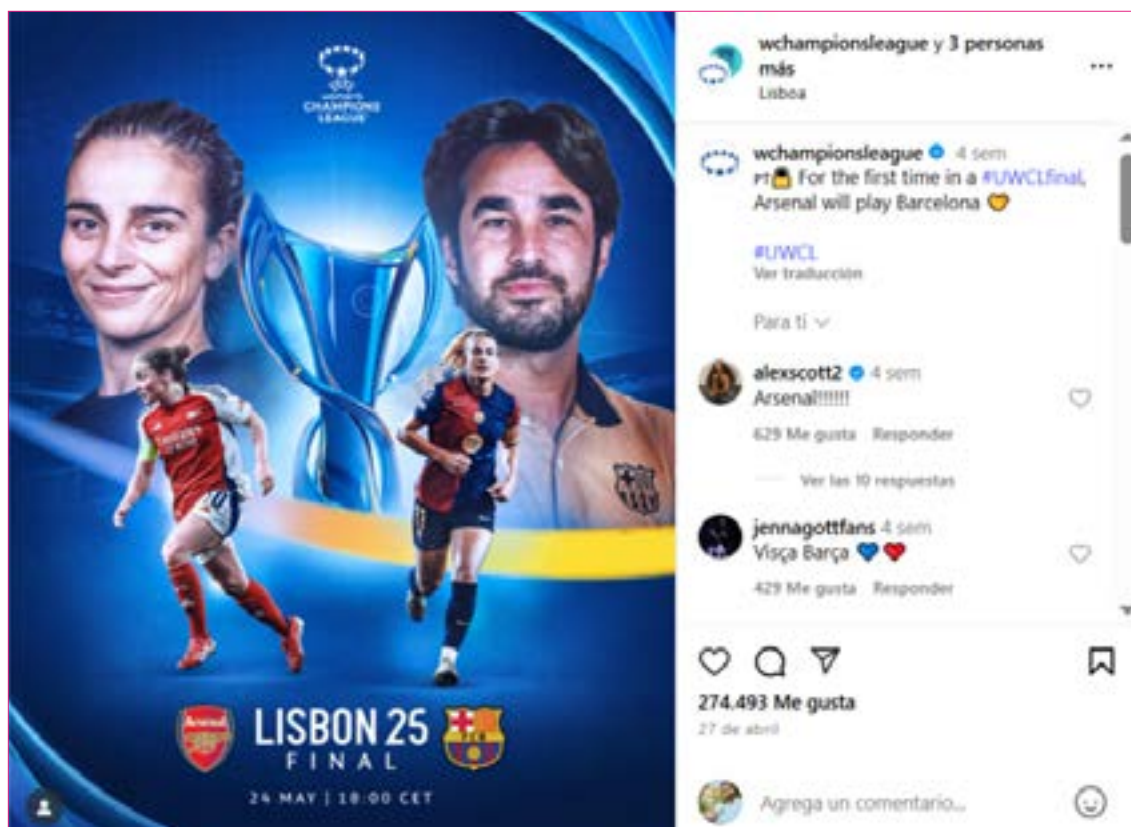 CHAMPIONS
LEAGUE
Arsenal
FCB
LISBON 25
FINAL
24 MAY | 18:00 CET
wchampionsleague y 3 personas
más
Lisboa
wchampionsleague 4 sem
PT For the first time in a #UWCLfinal,
Arsenal will play Barcelona
#UWCL
Ver traducción
Para ti
alexscott2 4 sem
Arsenal!!!!!!
629 Me gusta Responder
Ver las 10 respuestas
jennagottfans 4 sem
Visça Barça
429 Me gusta Responder
274.493 Me gusta
27 de abril
Agrega un comentario...